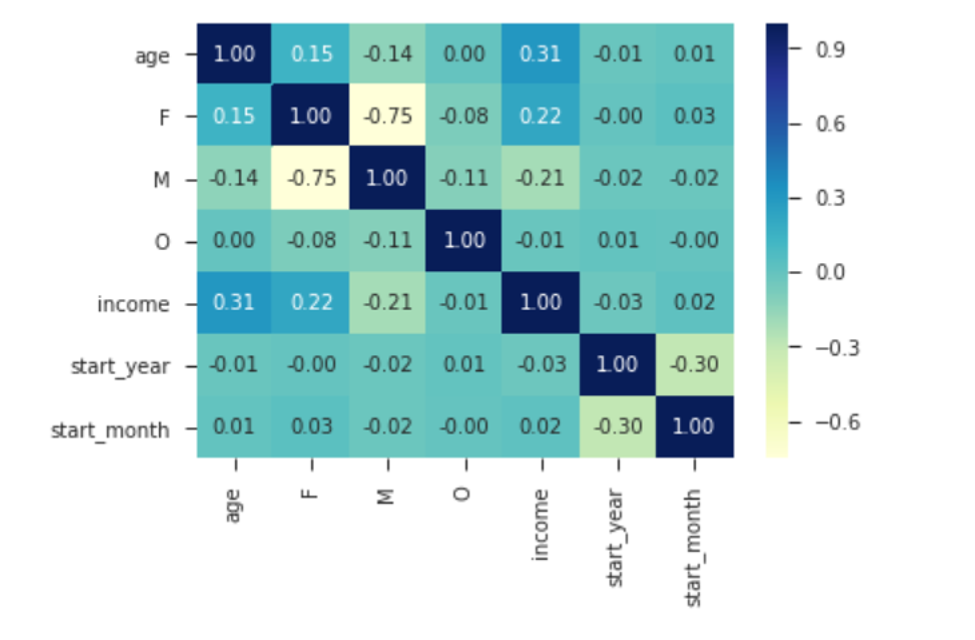 age 1.00 0.15 -0.14 0.00 0.31 -0.01 0.01
F 0.15 1.00 -0.75 -0.08 0.22 -0.00 0.03
M -0.14 -0.75 1.00 -0.11 -0.21 -0.02 -0.02
O 0.00 -0.08 -0.11 1.00 -0.01 0.01 -0.00
income 0.31 0.22 -0.21 -0.01 1.00 -0.03 0.02
start_year -0.01 -0.00 -0.02 0.01 -0.03 1.00 -0.30
start_month 0.01 0.03 -0.02 -0.00 0.02 -0.30 1.00
age F M O income start_year start_month
0.9
0.6
0.3
0.0
−0.3
−0.6